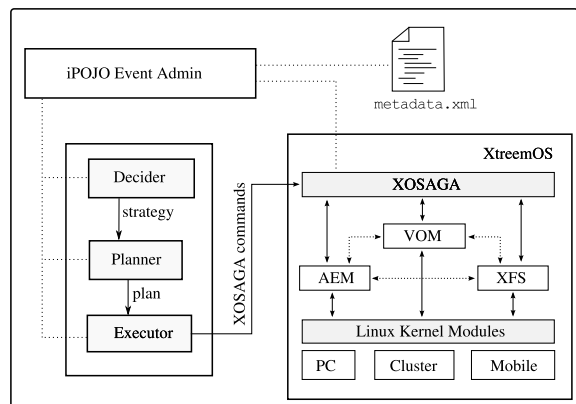 iPOJO Event Admin
metadata.xml
XtreemOS
Decider
strategy
Planner
plan
Executor
XOSAGA commands
XOSAGA
VOM
AEM
XFS
Linux Kernel Modules
PC
Cluster
Mobile